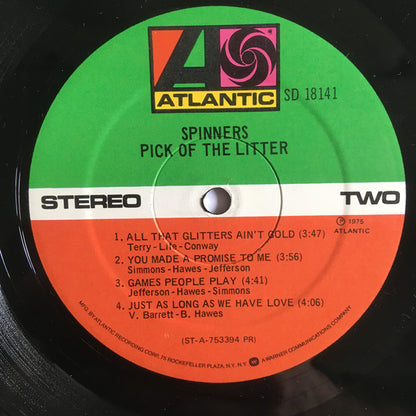 ATLANTIC
SD 18141
SPINNERS
PICK OF THE LITTER
STEREO
TWO
Ⓟ 1975
ATLANTIC
1. ALL THAT GLITTERS AIN'T GOLD (3:47)
Terry-Life-Conway
2. YOU MADE A PROMISE TO ME (3:56)
Simmons-Hawes-Jefferson
3. GAMES PEOPLE PLAY (4:41)
Jefferson-Hawes-Simmons
4. JUST AS LONG AS WE HAVE LOVE (4:06)
V. Barrett-B. Hawes
(ST-A-753394 PR)
MFG. BY ATLANTIC RECORDING CORP., 75 ROCKEFELLER PLAZA, N.Y. N.Y. A WARNER COMMUNICATIONS COMPANY